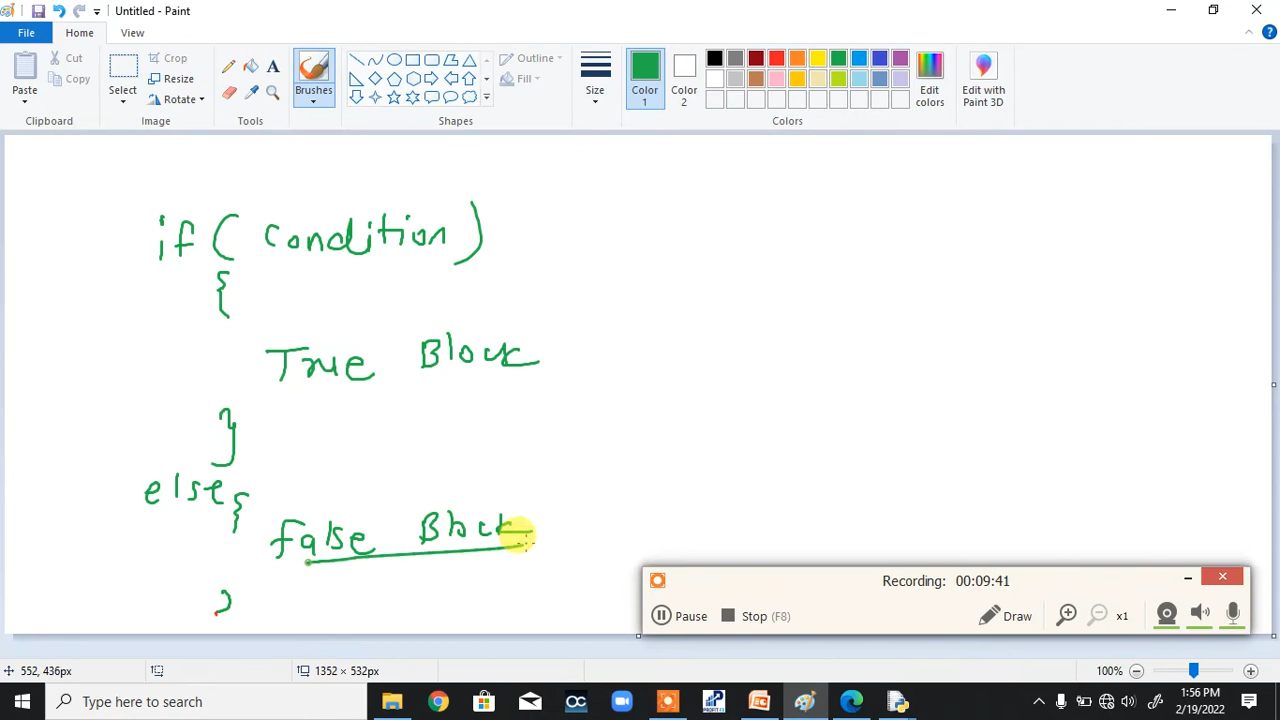 Untitled - Paint
File
Home
View
Paste
Cut
Copy
Clipboard
Select
Crop
Resize
Rotate
Image
A
Tools
Brushes
Outline
Fill
Shapes
Size
Color 1
Color 2
Edit colors
Edit with Paint 3D
Colors
if ( Condition )
{
True Block
}
else {
false Block
}
Recording: 00:09:41
Pause
Stop (F8)
Draw
x1
552, 436px
1352 × 532px
100%
Type here to search
1:56 PM
2/19/2022